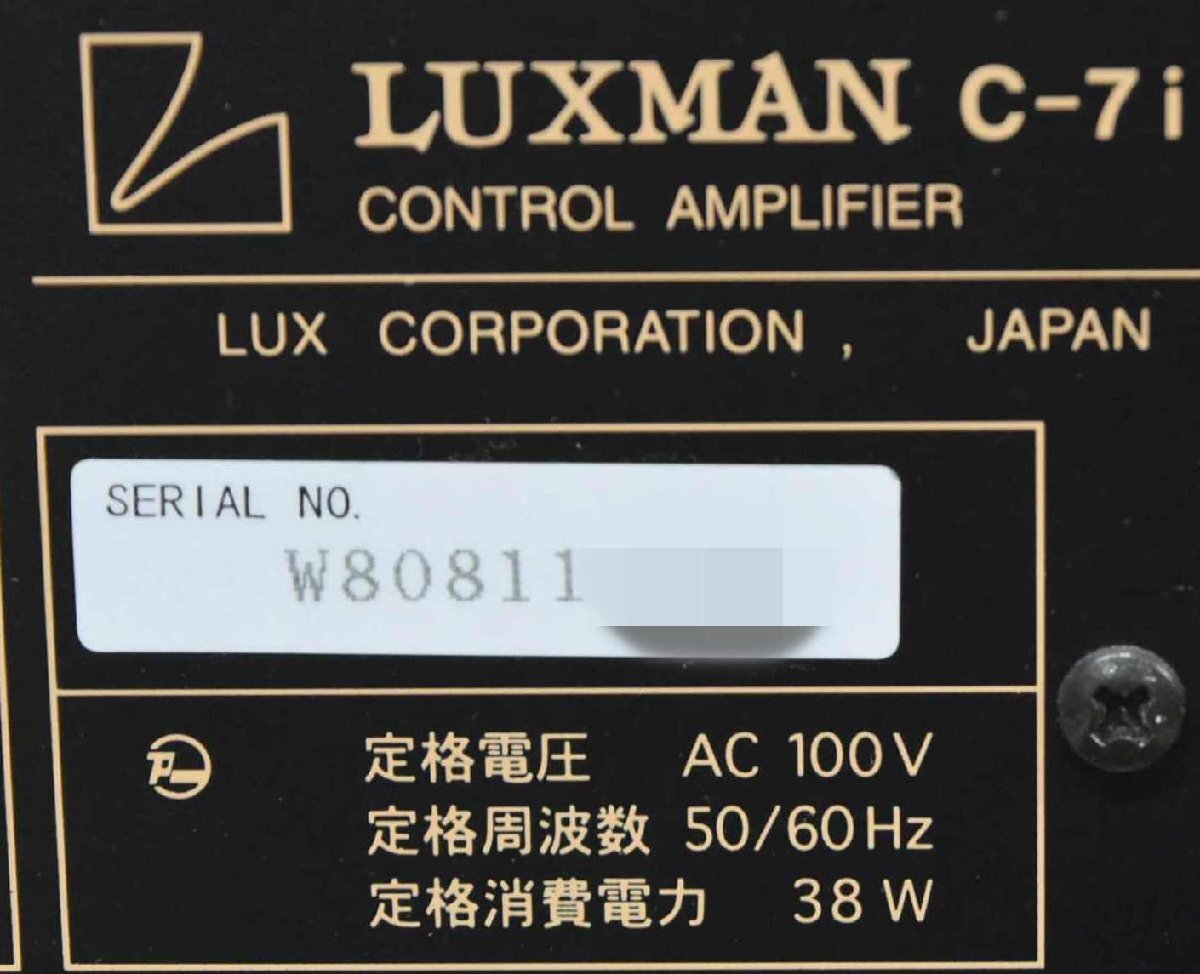 LUXMAN C-7i
CONTROL AMPLIFIER
LUX CORPORATION, JAPAN
SERIAL NO.
W80811
定格電圧 AC 100V
定格周波数 50/60Hz
定格消費電力 38W